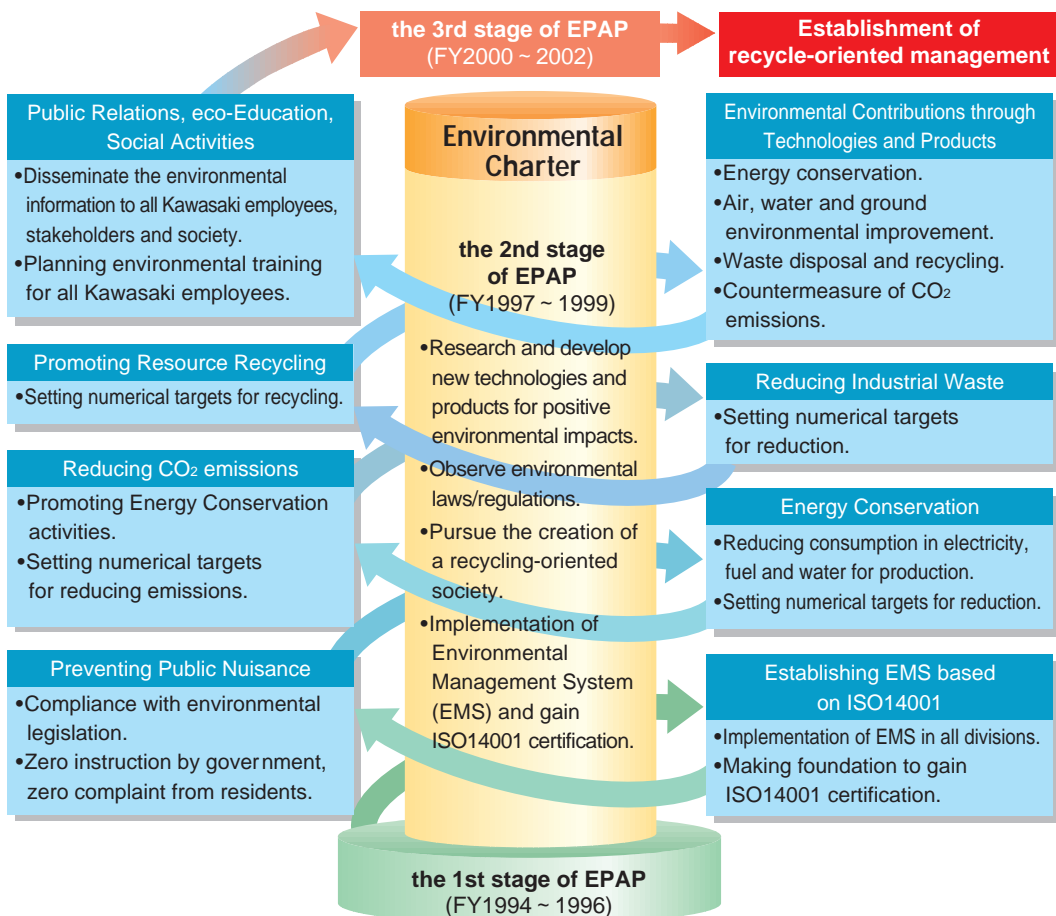 the 3rd stage of EPAP
(FY2000 ~ 2002)
Establishment of
recycle-oriented management
Public Relations, eco-Education,
Social Activities
•Disseminate the environmental
information to all Kawasaki employees,
stakeholders and society.
•Planning environmental training
for all Kawasaki employees.
Promoting Resource Recycling
•Setting numerical targets for recycling.
Reducing CO2 emissions
•Promoting Energy Conservation
activities.
•Setting numerical targets
for reducing emissions.
Preventing Public Nuisance
•Compliance with environmental
legislation.
•Zero instruction by government,
zero complaint from residents.
Environmental
Charter
the 2nd stage
of EPAP
(FY1997 ~ 1999)
•Research and develop
new technologies and
products for positive
environmental impacts.
•Observe environmental
laws/regulations.
•Pursue the creation of
a recycling-oriented
society.
•Implementation of
Environmental
Management System
(EMS) and gain
ISO14001 certification.
Environmental Contributions through
Technologies and Products
•Energy conservation.
•Air, water and ground
environmental improvement.
•Waste disposal and recycling.
•Countermeasure of CO2
emissions.
Reducing Industrial Waste
•Setting numerical targets
for reduction.
Energy Conservation
•Reducing consumption in electricity,
fuel and water for production.
•Setting numerical targets for reduction.
Establishing EMS based
on ISO14001
•Implementation of EMS in all divisions.
•Making foundation to gain
ISO14001 certification.
the 1st stage of EPAP
(FY1994 ~ 1996)